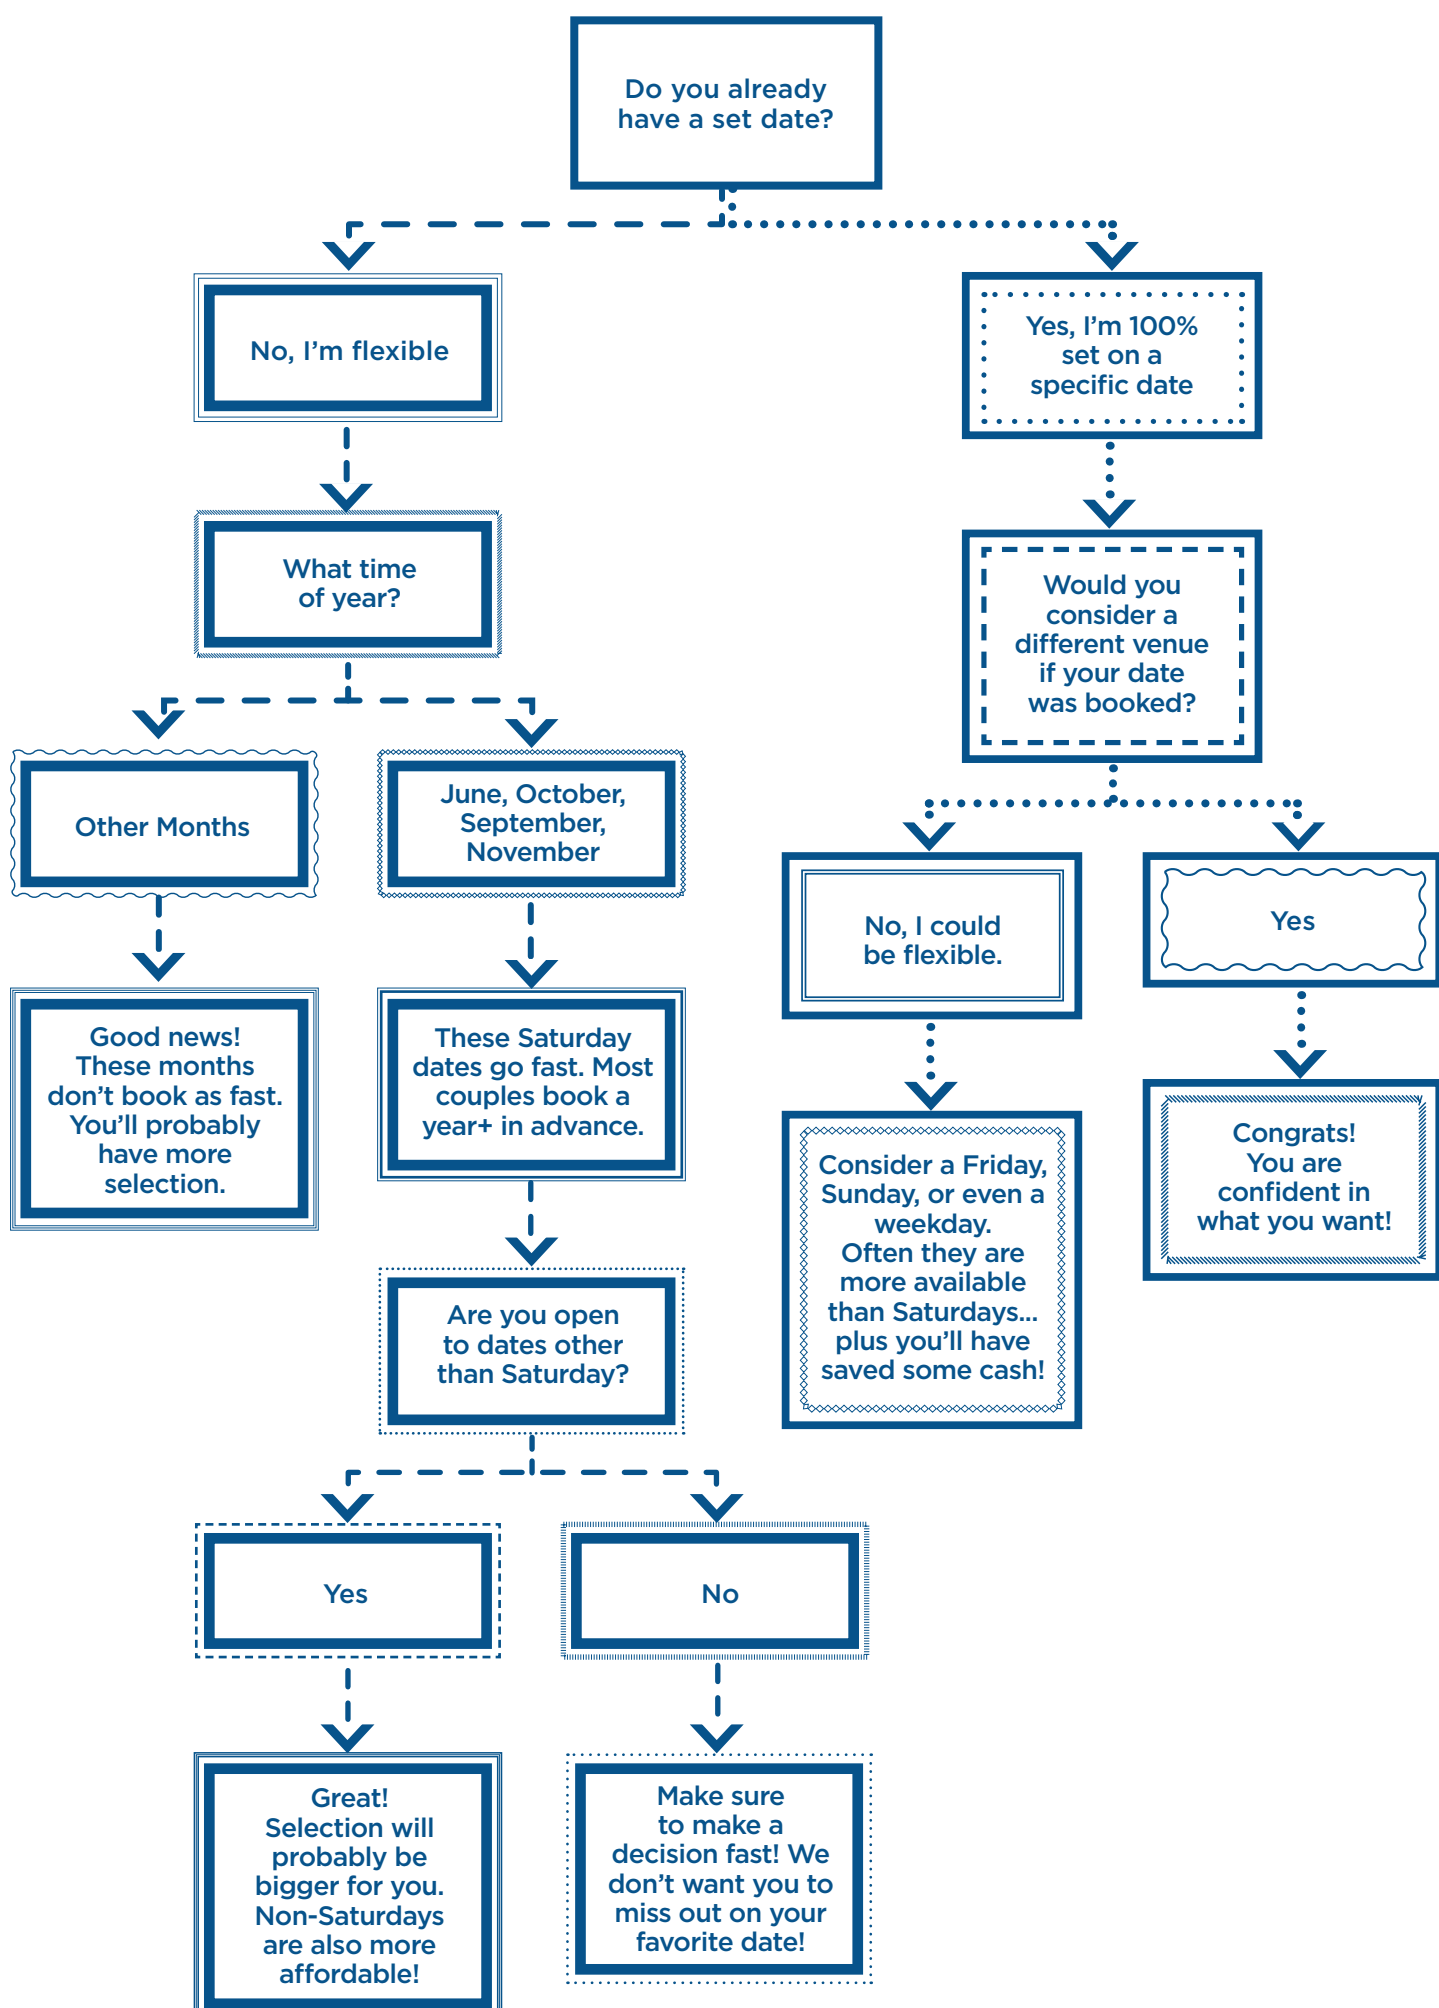 Do you already
have a set date?
No, I’m flexible
Yes, I’m 100%
set on a
specific date
What time
of year?
Would you
consider a
different venue
if your date
was booked?
Other Months
June, October,
September,
November
No, I could
be flexible.
Yes
Good news!
These months
don’t book as fast.
You’ll probably
have more
selection.
These Saturday
dates go fast. Most
couples book a
year+ in advance.
Consider a Friday,
Sunday, or even a
weekday.
Often they are
more available
than Saturdays...
plus you’ll have
saved some cash!
Congrats!
You are
confident in
what you want!
Are you open
to dates other
than Saturday?
Yes
No
Great!
Selection will
probably be
bigger for you.
Non-Saturdays
are also more
affordable!
Make sure
to make a
decision fast! We
don’t want you to
miss out on your
favorite date!